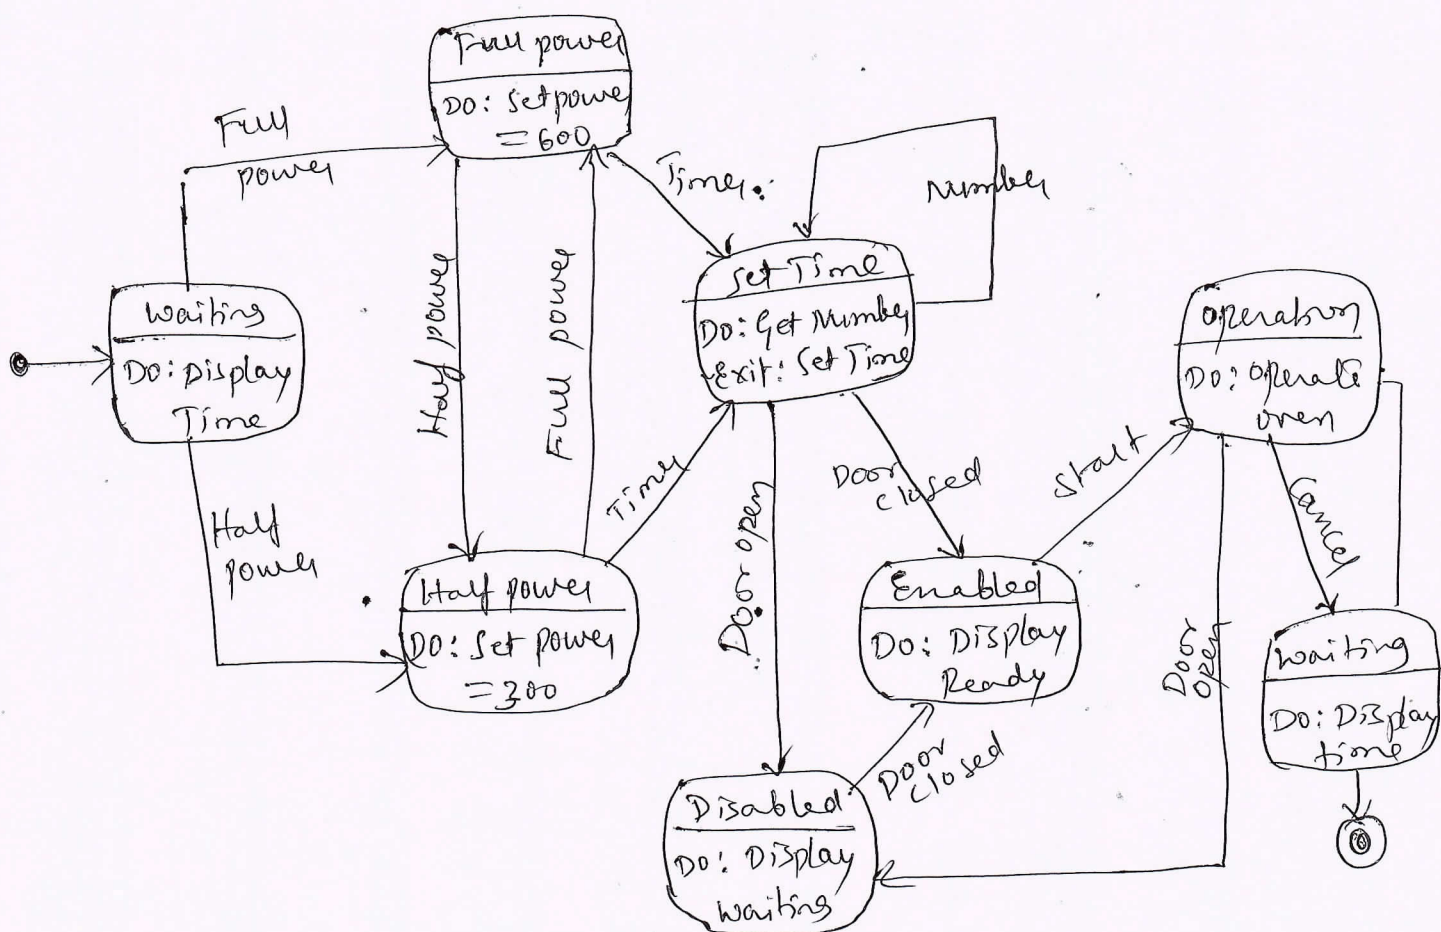 Full power
DO: Set powe
= 600
Full
power
Timer
Number
Set Time
Do: Get Number
Exit: Set Time
Waiting
DO: Display
Time
Half power
Full power
Operation
DO: Operate
oven
Half
power
Timer
Door open
Door
closed
Start
Cancel
Door
open
Half power
DO: Set power
= 300
Enabled
DO: Display
Ready
Waiting
DO: Display
time
Door
closed
Disabled
DO: Display
Waiting